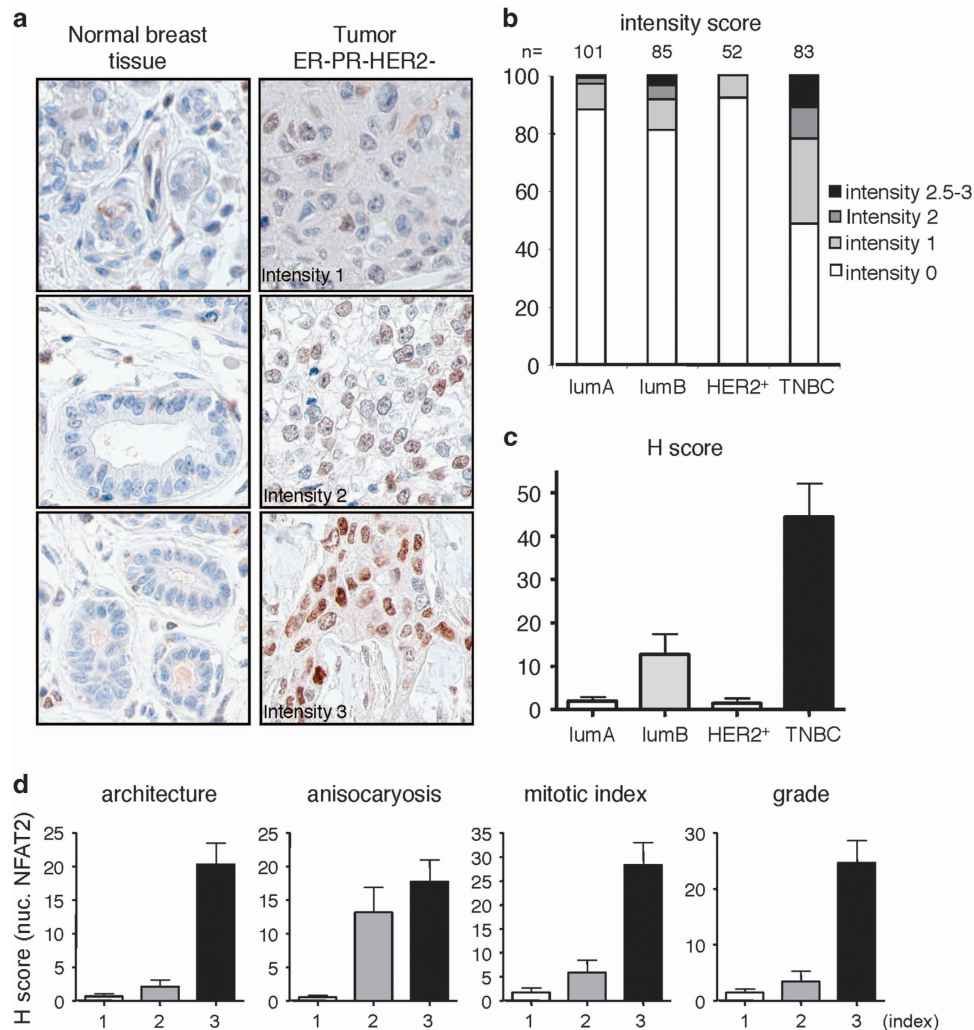 a
Normal breast
tissue
Tumor
ER-PR-HER2-
Intensity 1
Intensity 2
Intensity 3
b
intensity score
n= 101 85 52 83
100
80
60
40
20
0
lumA lumB HER2+ TNBC
intensity 2.5-3
Intensity 2
intensity 1
intensity 0
c
H score
50
40
30
20
10
0
lumA lumB HER2+ TNBC
d
H score (nuc. NFAT2)
architecture
25
20
15
10
5
0
1 2 3
anisocaryosis
25
20
15
10
5
0
1 2 3
mitotic index
35
30
25
20
15
10
5
0
1 2 3
grade
30
20
10
0
1 2 3 (index)